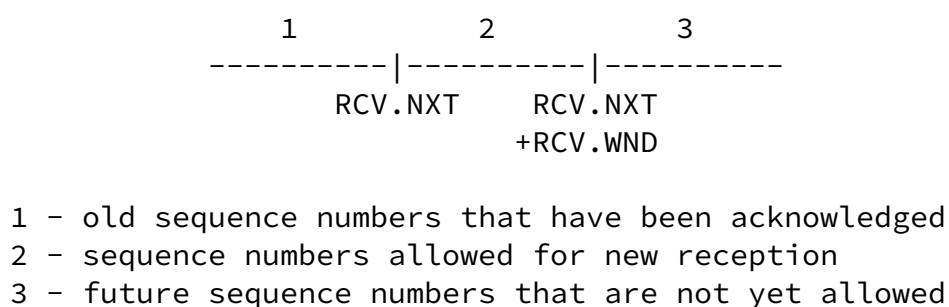 1 2 3
----------|----------|----------
RCV.NXT RCV.NXT
+RCV.WND
1 - old sequence numbers that have been acknowledged
2 - sequence numbers allowed for new reception
3 - future sequence numbers that are not yet allowed